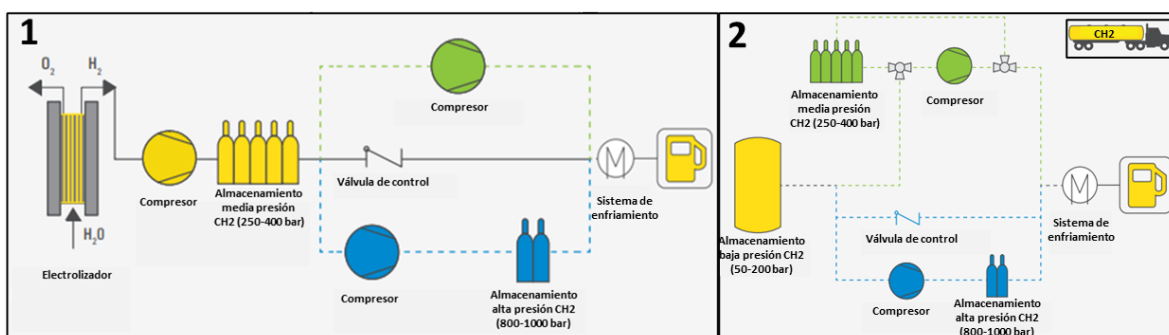 1
O2 H2
H2O
Electrolizador
Compresor
Almacenamiento
media presión
CH2 (250-400 bar)
Compresor
Válvula de control
Compresor
Almacenamiento
alta presión CH2
(800-1000 bar)
Sistema de
enfriamiento
M
2
CH2
Almacenamiento
media presión
CH2 (250-400 bar)
Compresor
Almacenamiento
baja presión CH2
(50-200 bar)
Válvula de control
Compresor
Almacenamiento
alta presión CH2
(800-1000 bar)
Sistema de
enfriamiento
M